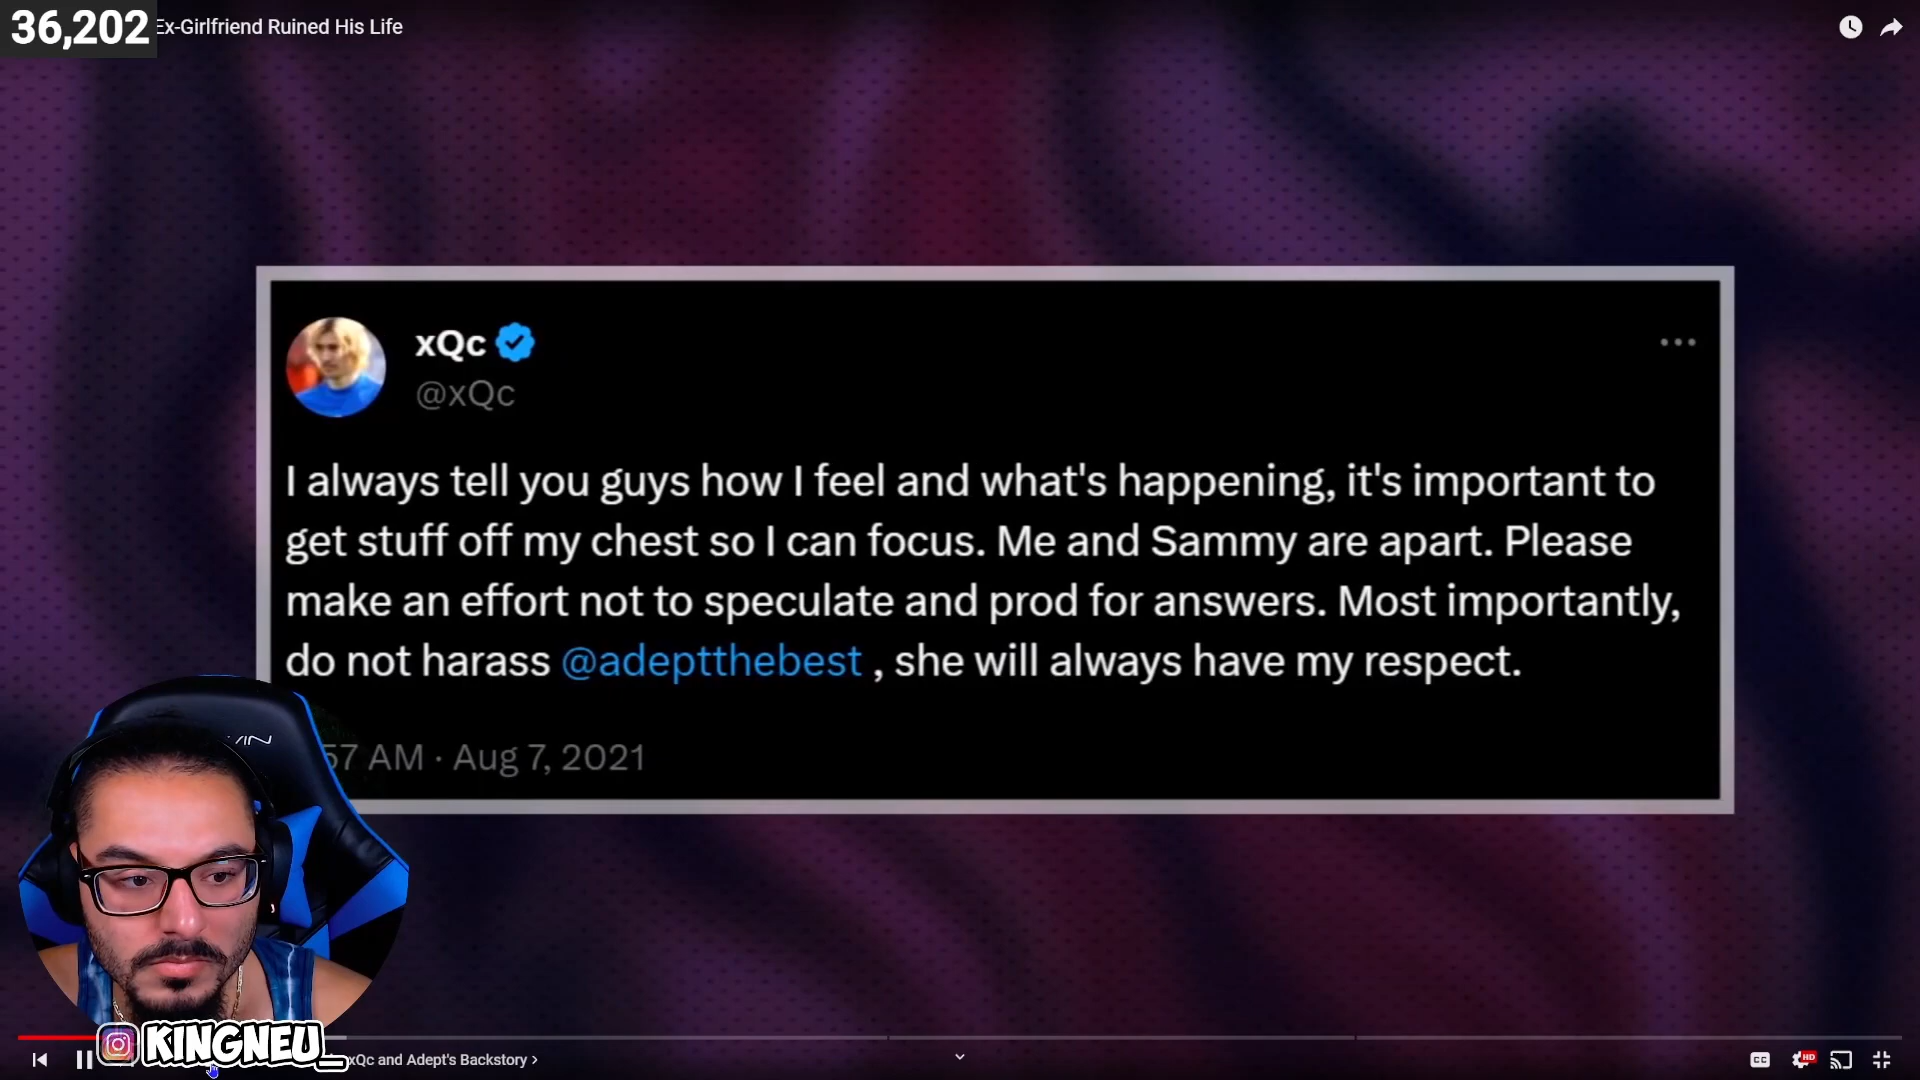 36,202
Ex-Girlfriend Ruined His Life
xQc
@xQc
I always tell you guys how I feel and what's happening, it's important to
get stuff off my chest so I can focus. Me and Sammy are apart. Please
make an effort not to speculate and prod for answers. Most importantly,
do not harass @adeptthebest , she will always have my respect.
57 AM · Aug 7, 2021
KINGNEU_
xQc and Adept's Backstory >
CC
HD